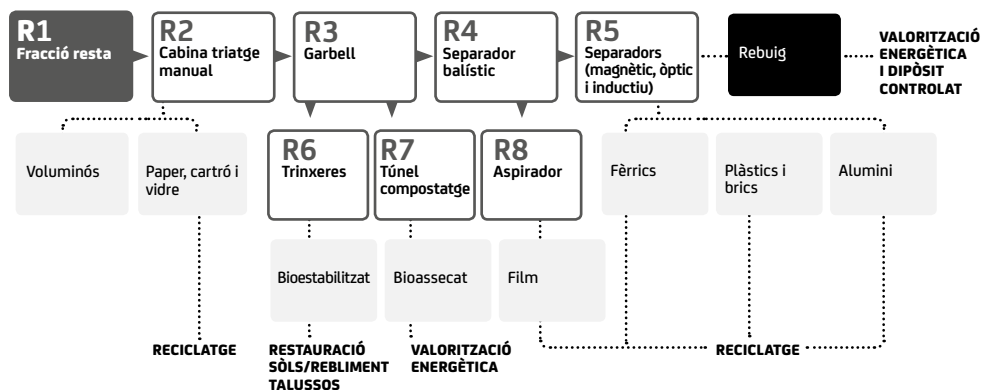 R1
Fracció resta
R2
Cabina triatge
manual
R3
Garbell
R4
Separador
balístic
R5
Separadors
(magnètic, òptic
i inductiu)
Rebuig
VALORITZACIÓ
ENERGÈTICA
I DIPÒSIT
CONTROLAT
Voluminós
Paper, cartró i
vidre
R6
Trinxeres
R7
Túnel
compostatge
R8
Aspirador
Fèrrics
Plàstics i
brics
Alumini
Bioestabilitzat
Bioassecat
Film
RECICLATGE
RESTAURACIÓ
SÒLS/REBLIMENT
TALUSSOS
VALORITZACIÓ
ENERGÈTICA
RECICLATGE